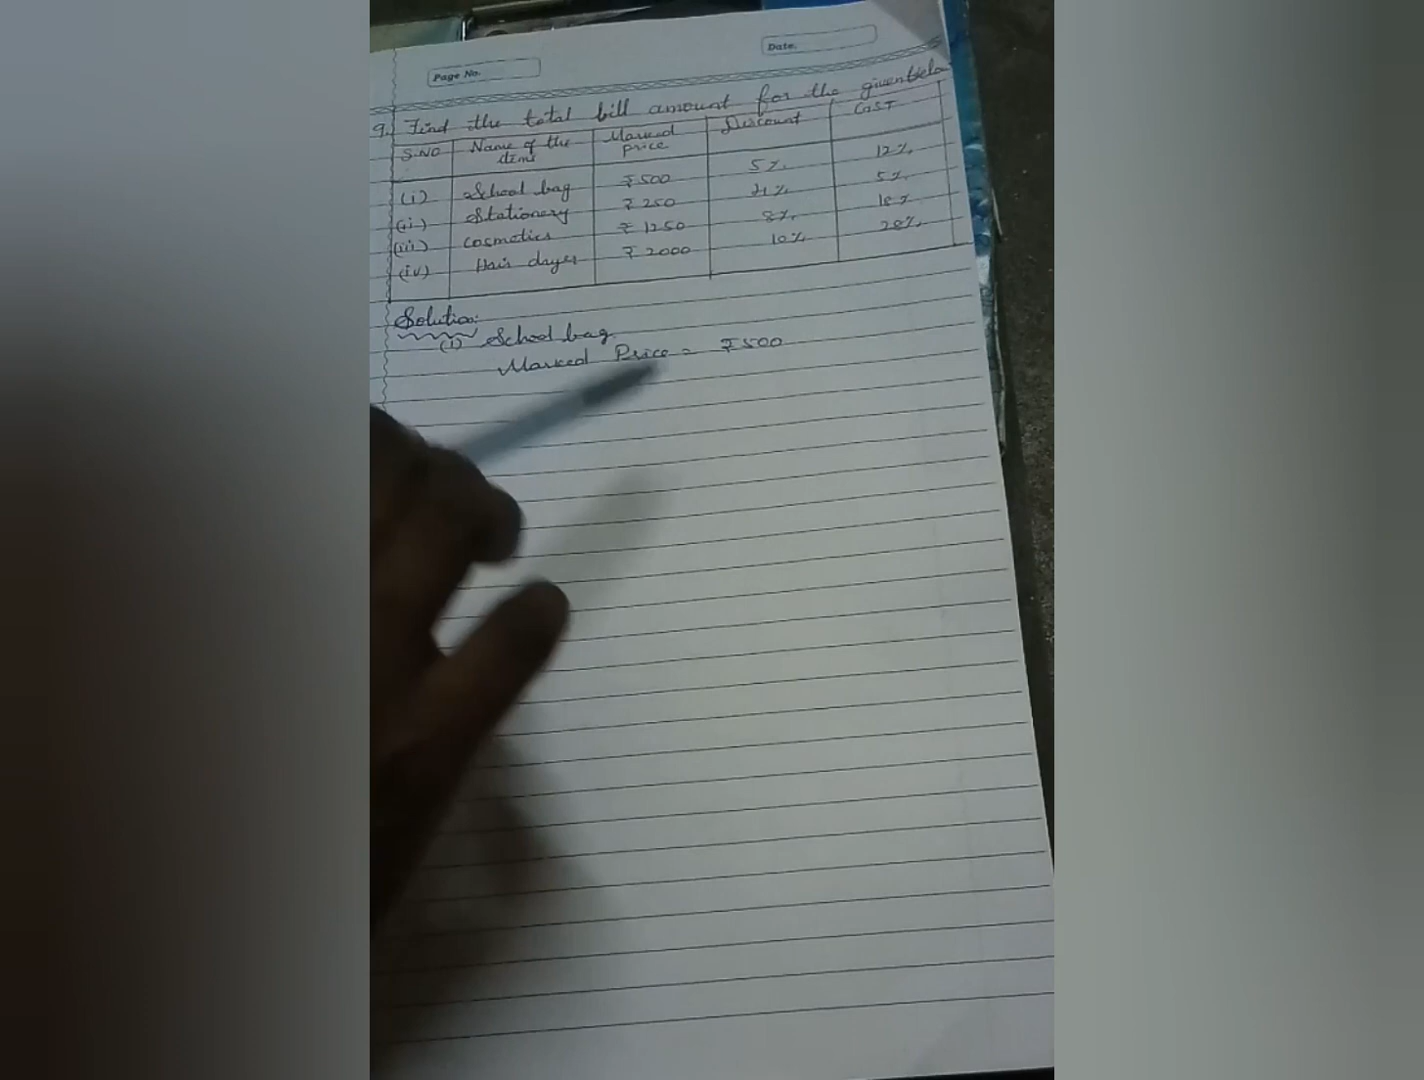 Page No.
Date.
9. Find the total bill amount for the given below
S.NO Name of the items Marked price Discount GST
(i) School bag ₹500 5% 12%
(ii) Stationery ₹250 4% 5%
(iii) cosmetics ₹1250 8% 18%
(iv) Hair dayer ₹2000 10% 28%
Solution:
(i) School bag
Marked Price = ₹500